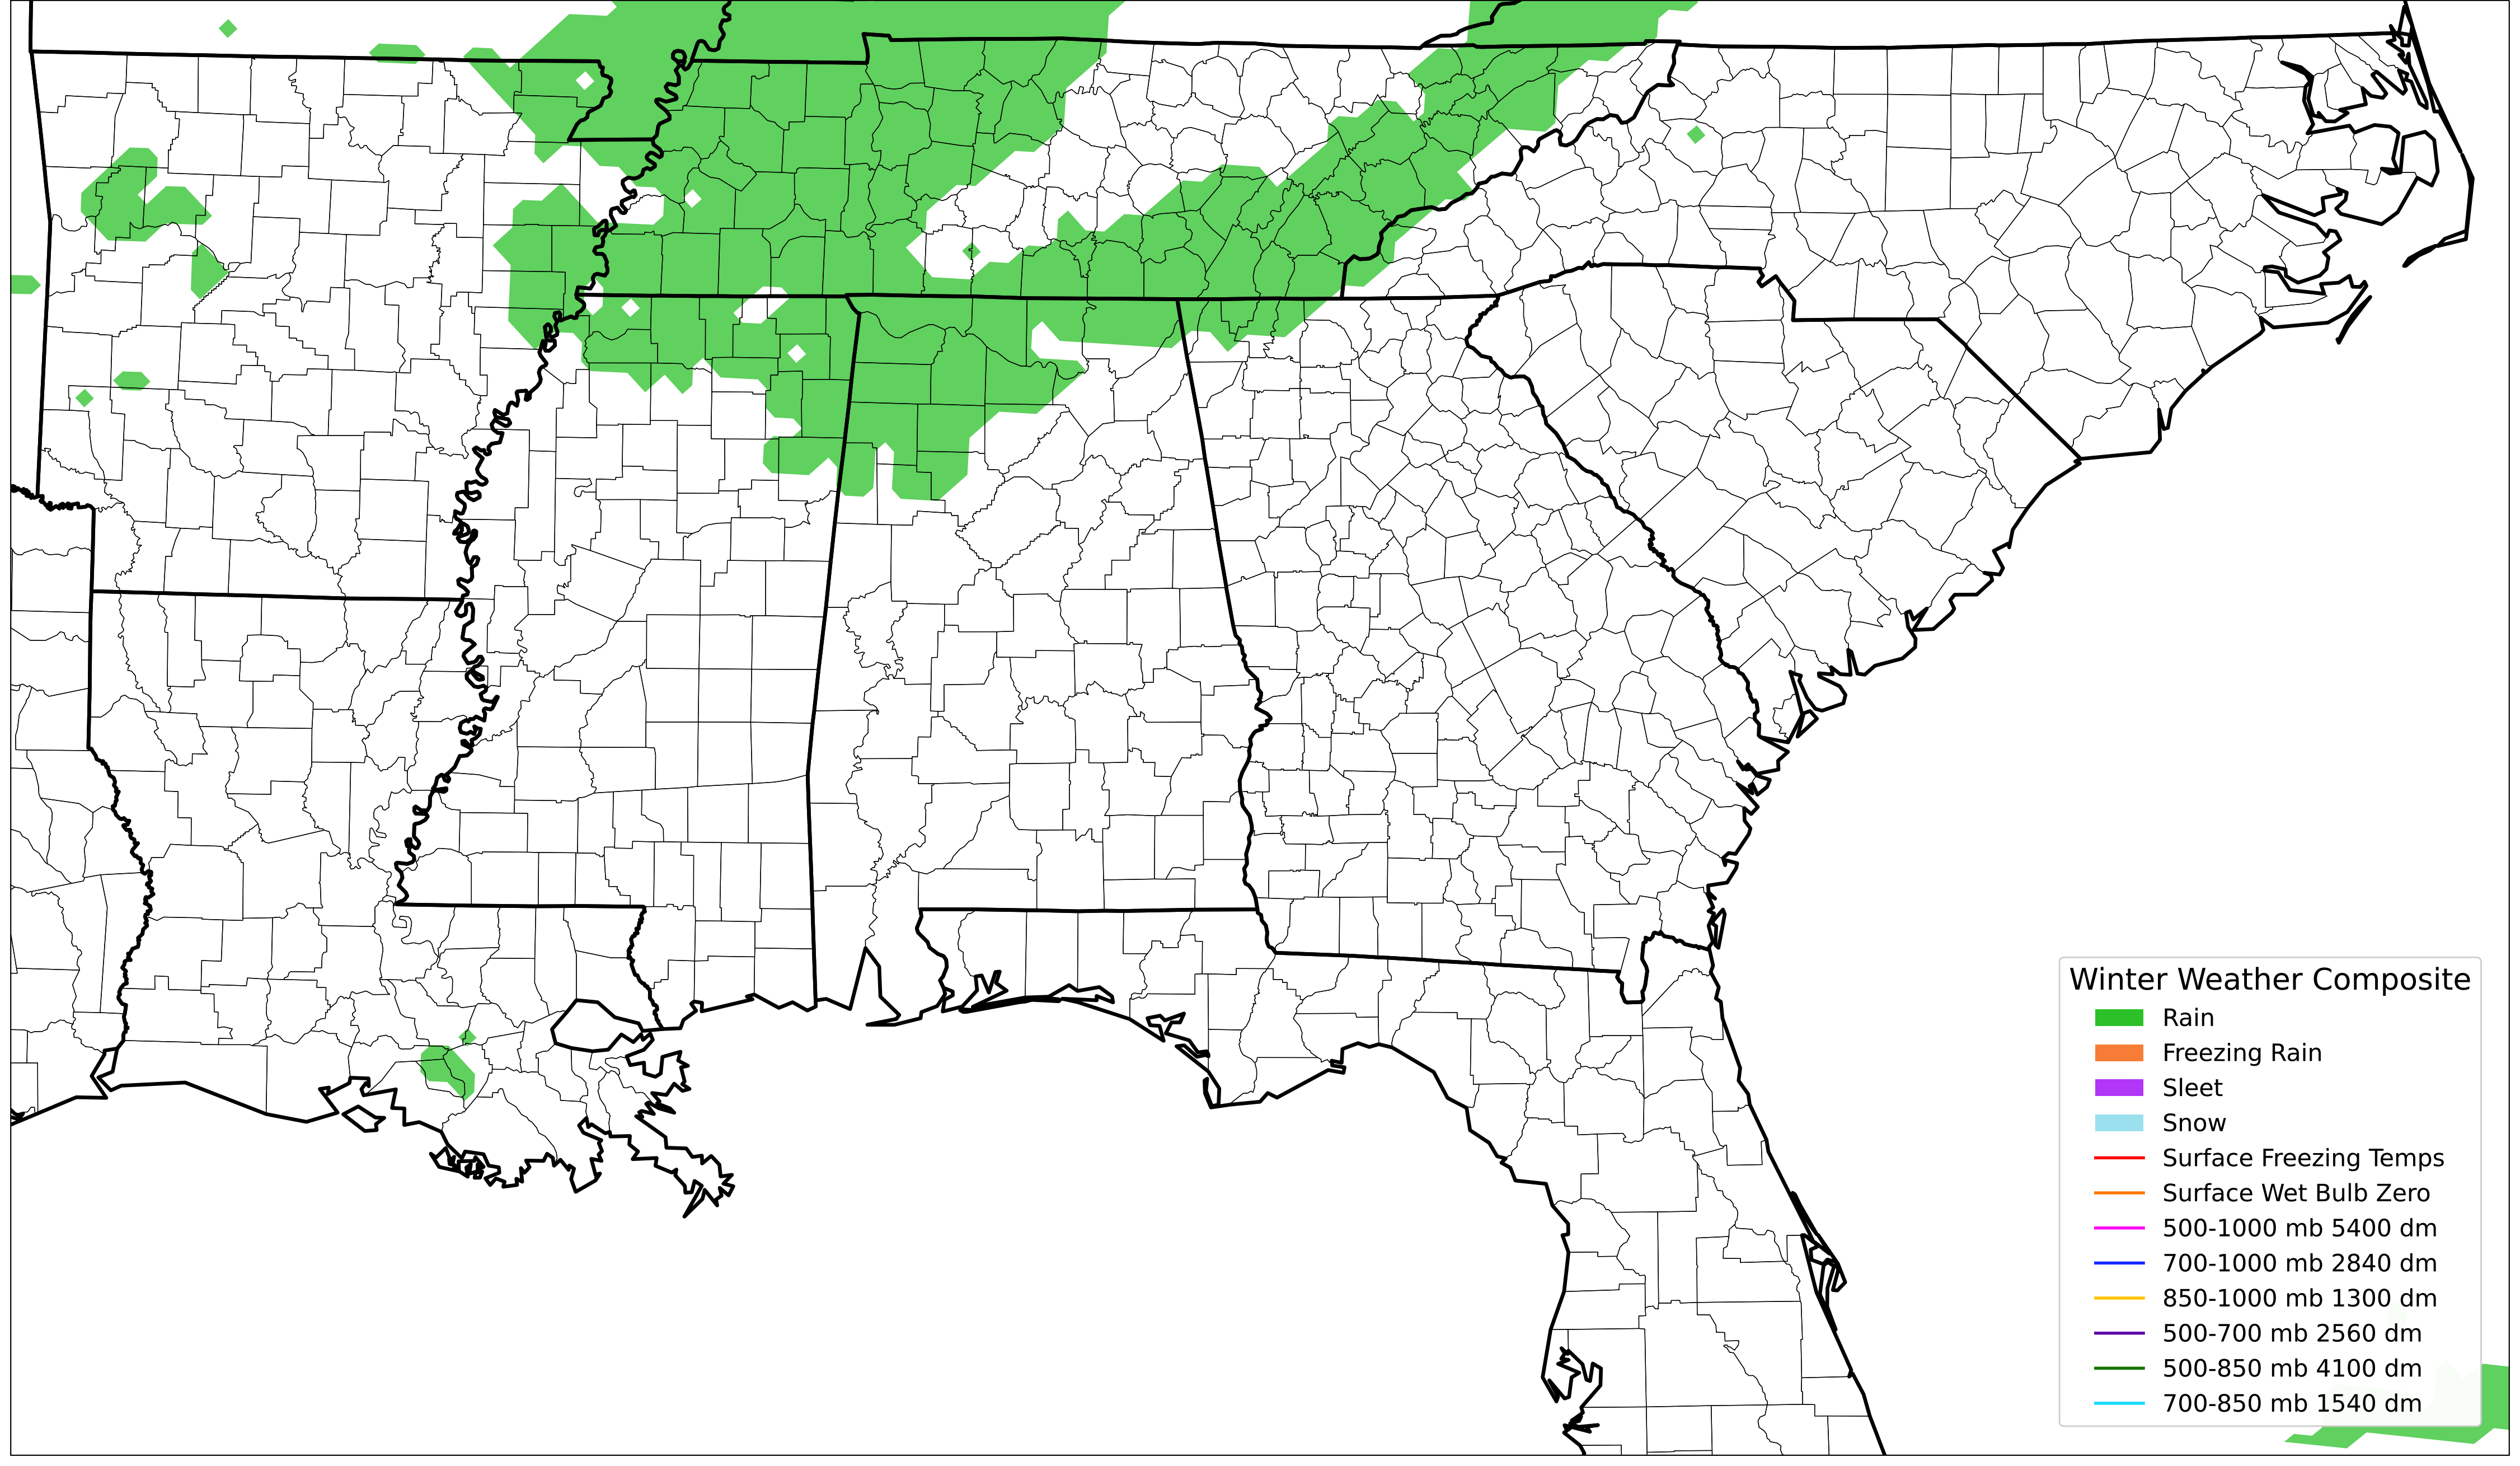 Winter Weather Composite
Rain
Freezing Rain
Sleet
Snow
Surface Freezing Temps
Surface Wet Bulb Zero
500-1000 mb 5400 dm
700-1000 mb 2840 dm
850-1000 mb 1300 dm
500-700 mb 2560 dm
500-850 mb 4100 dm
700-850 mb 1540 dm